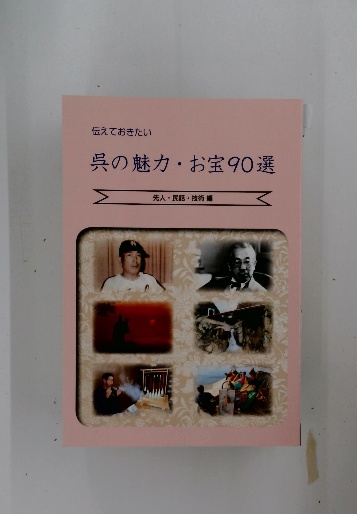 伝えておきたい
呉の魅力・お宝90選
先人・民話・技術 編